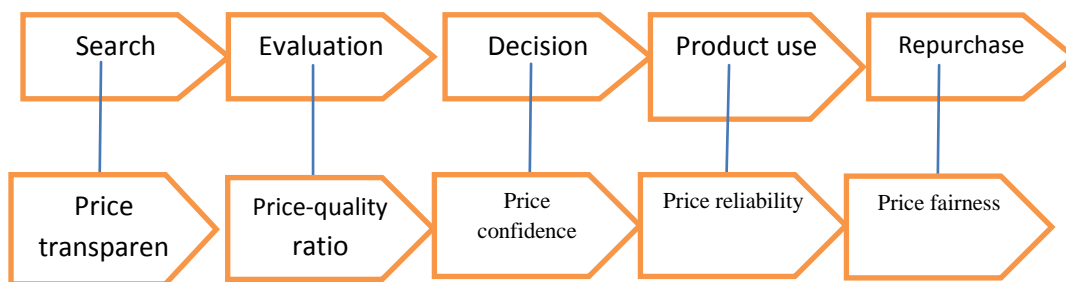 Search
Evaluation
Decision
Product use
Repurchase
Price
transparen
Price-quality
ratio
Price
confidence
Price reliability
Price fairness